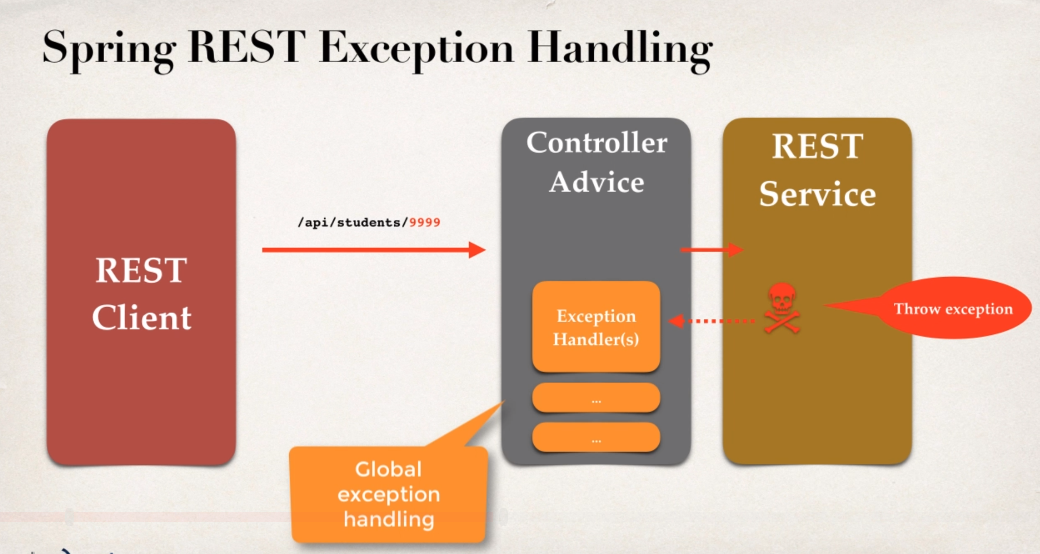 Spring REST Exception Handling
REST
Client
/api/students/9999
Controller
Advice
Exception
Handler(s)
...
...
REST
Service
Throw exception
Global
exception
handling